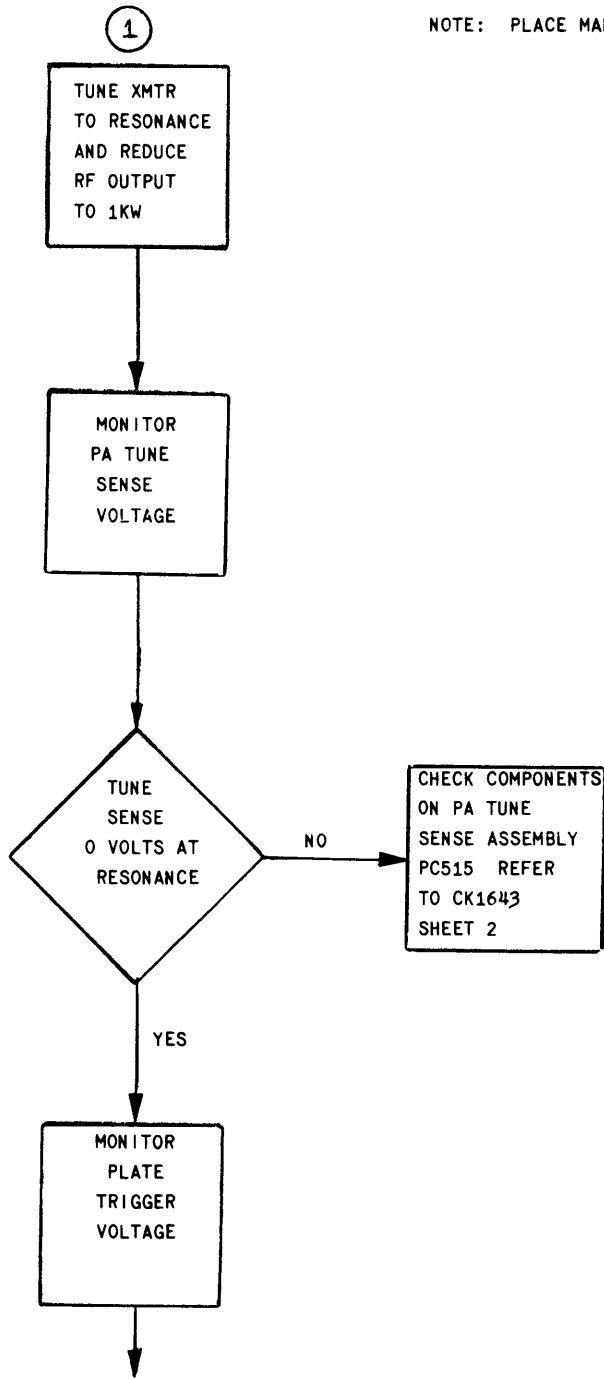 1
NOTE: PLACE
TUNE XMTR
TO RESONANCE
AND REDUCE
RF OUTPUT
TO 1KW
MONITOR
PA TUNE
SENSE
VOLTAGE
TUNE
SENSE
0 VOLTS AT
RESONANCE
NO
CHECK COMPONENTS
ON PA TUNE
SENSE ASSEMBLY
PC515 REFER
TO CK1643
SHEET 2
YES
MONITOR
PLATE
TRIGGER
VOLTAGE